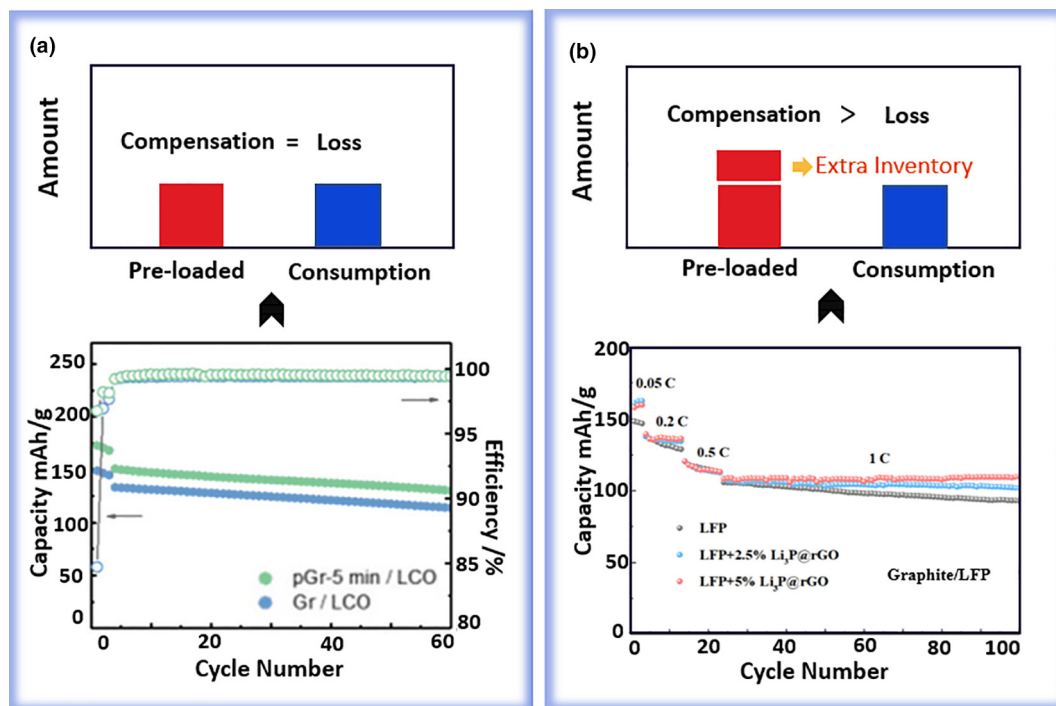 (a)
Amount
Compensation = Loss
Pre-loaded
Consumption
250
200
150
100
50
0
Capacity mAh/g
100
95
90
85
80
Efficiency /%
pGr-5 min / LCO
Gr / LCO
0 20 40 60
Cycle Number
(b)
Amount
Compensation > Loss
Extra Inventory
Pre-loaded
Consumption
200
150
100
50
0
Capacity mAh/g
0.05 C
0.2 C
0.5 C
1 C
LFP
LFP+2.5% Li₃P@rGO
LFP+5% Li₃P@rGO
Graphite/LFP
0 20 40 60 80 100
Cycle Number